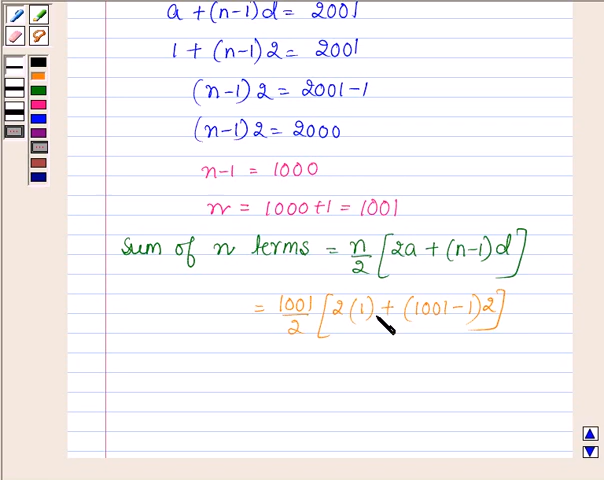 a + (n-1)d = 2001
1 + (n-1)2 = 2001
(n-1)2 = 2001-1
(n-1)2 = 2000
n-1 = 1000
n = 1000+1 = 1001
Sum of n terms = n/2 [2a + (n-1)d]
= 1001/2 [2(1) + (1001-1)2]